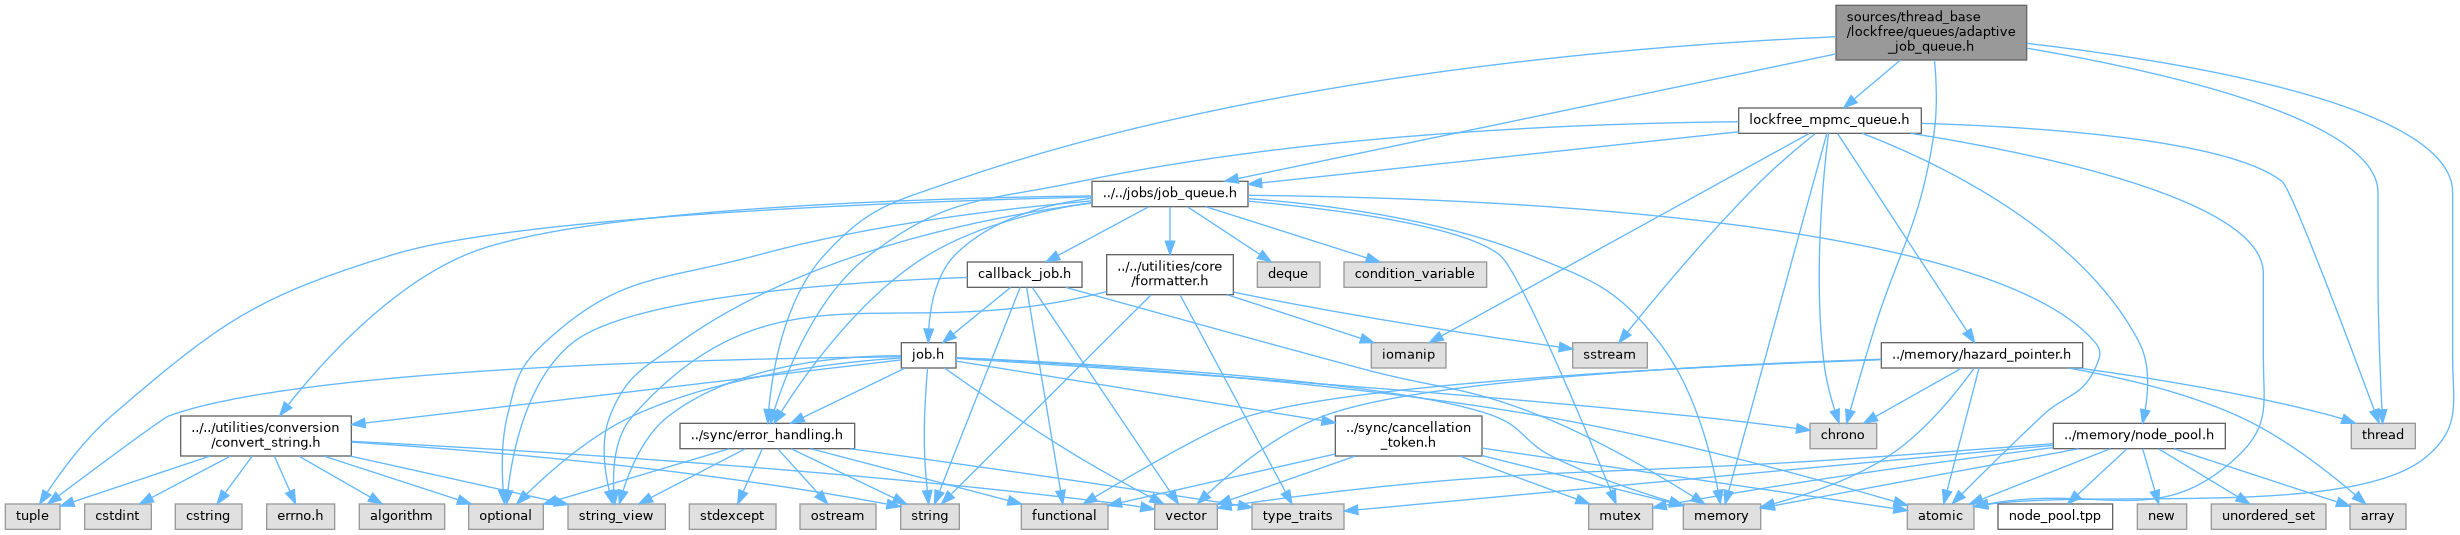 sources/thread_base
/lockfree/queues/adaptive
_job_queue.h
lockfree_mpmc_queue.h
../../jobs/job_queue.h
callback_job.h
../../utilities/core
/formatter.h
deque
condition_variable
job.h
iomanip
sstream
../memory/hazard_pointer.h
../../utilities/conversion
/convert_string.h
../sync/error_handling.h
../sync/cancellation
_token.h
chrono
../memory/node_pool.h
thread
tuple
cstdint
cstring
errno.h
algorithm
optional
string_view
stdexcept
ostream
string
functional
vector
type_traits
mutex
memory
atomic
node_pool.tpp
new
unordered_set
array